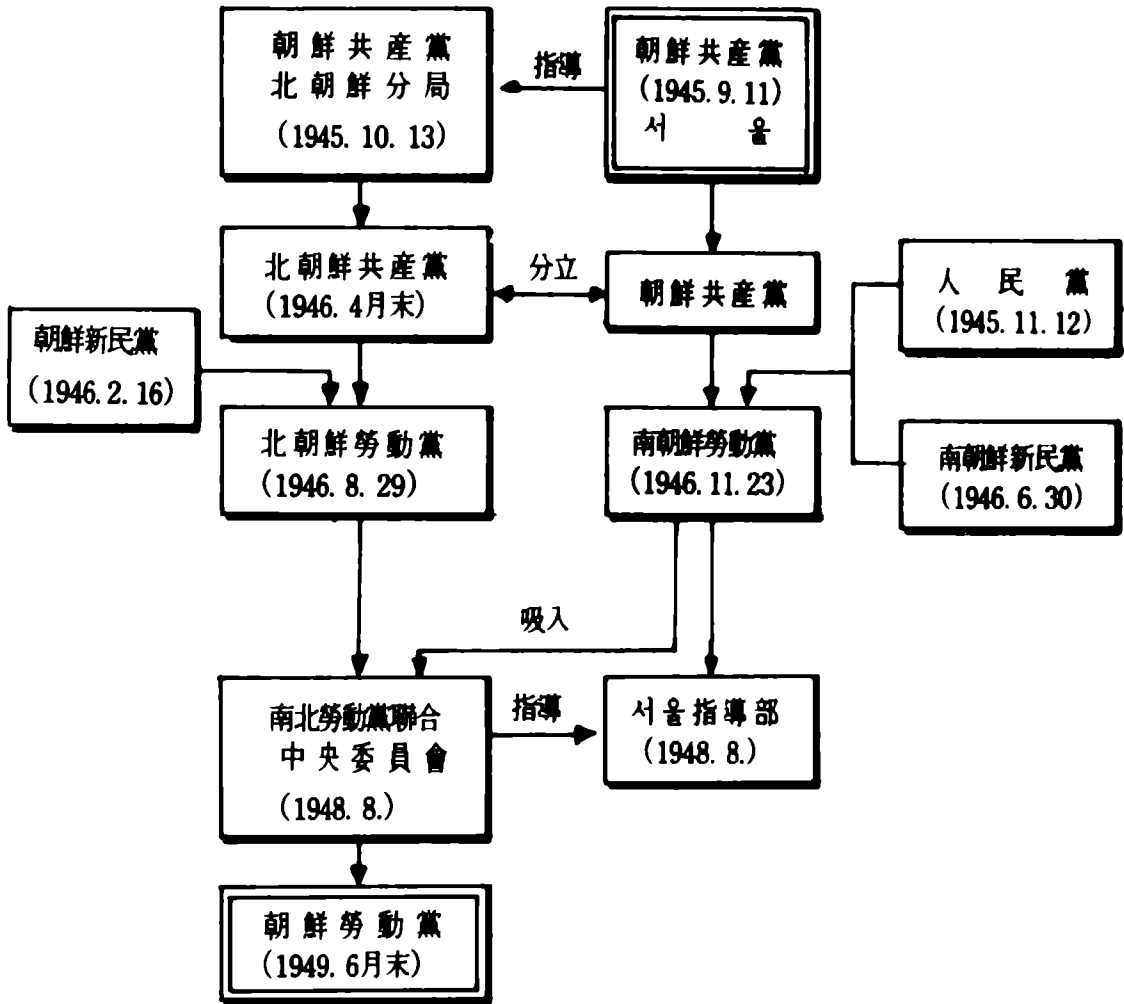 朝鮮共産黨
北朝鮮分局
(1945. 10. 13)
指導
朝鮮共産黨
(1945. 9. 11)
서 울
北朝鮮共産黨
(1946. 4月末)
分立
朝鮮共産黨
人民黨
(1945. 11. 12)
朝鮮新民黨
(1946. 2. 16)
北朝鮮勞動黨
(1946. 8. 29)
南朝鮮勞動黨
(1946. 11. 23)
南朝鮮新民黨
(1946. 6. 30)
吸入
南北勞動黨聯合
中央委員會
(1948. 8.)
指導
서울指導部
(1948. 8.)
朝鮮勞動黨
(1949. 6月末)